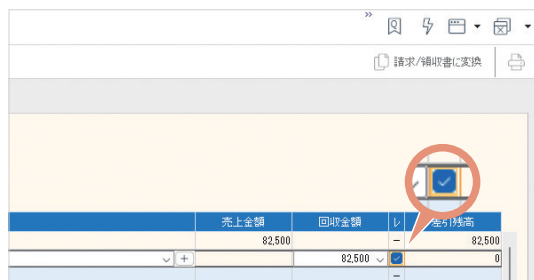 »
請求/領収書に変換
売上金額 回収金額 レ 差引残高
82,500 － 82,500
82,500 0
－